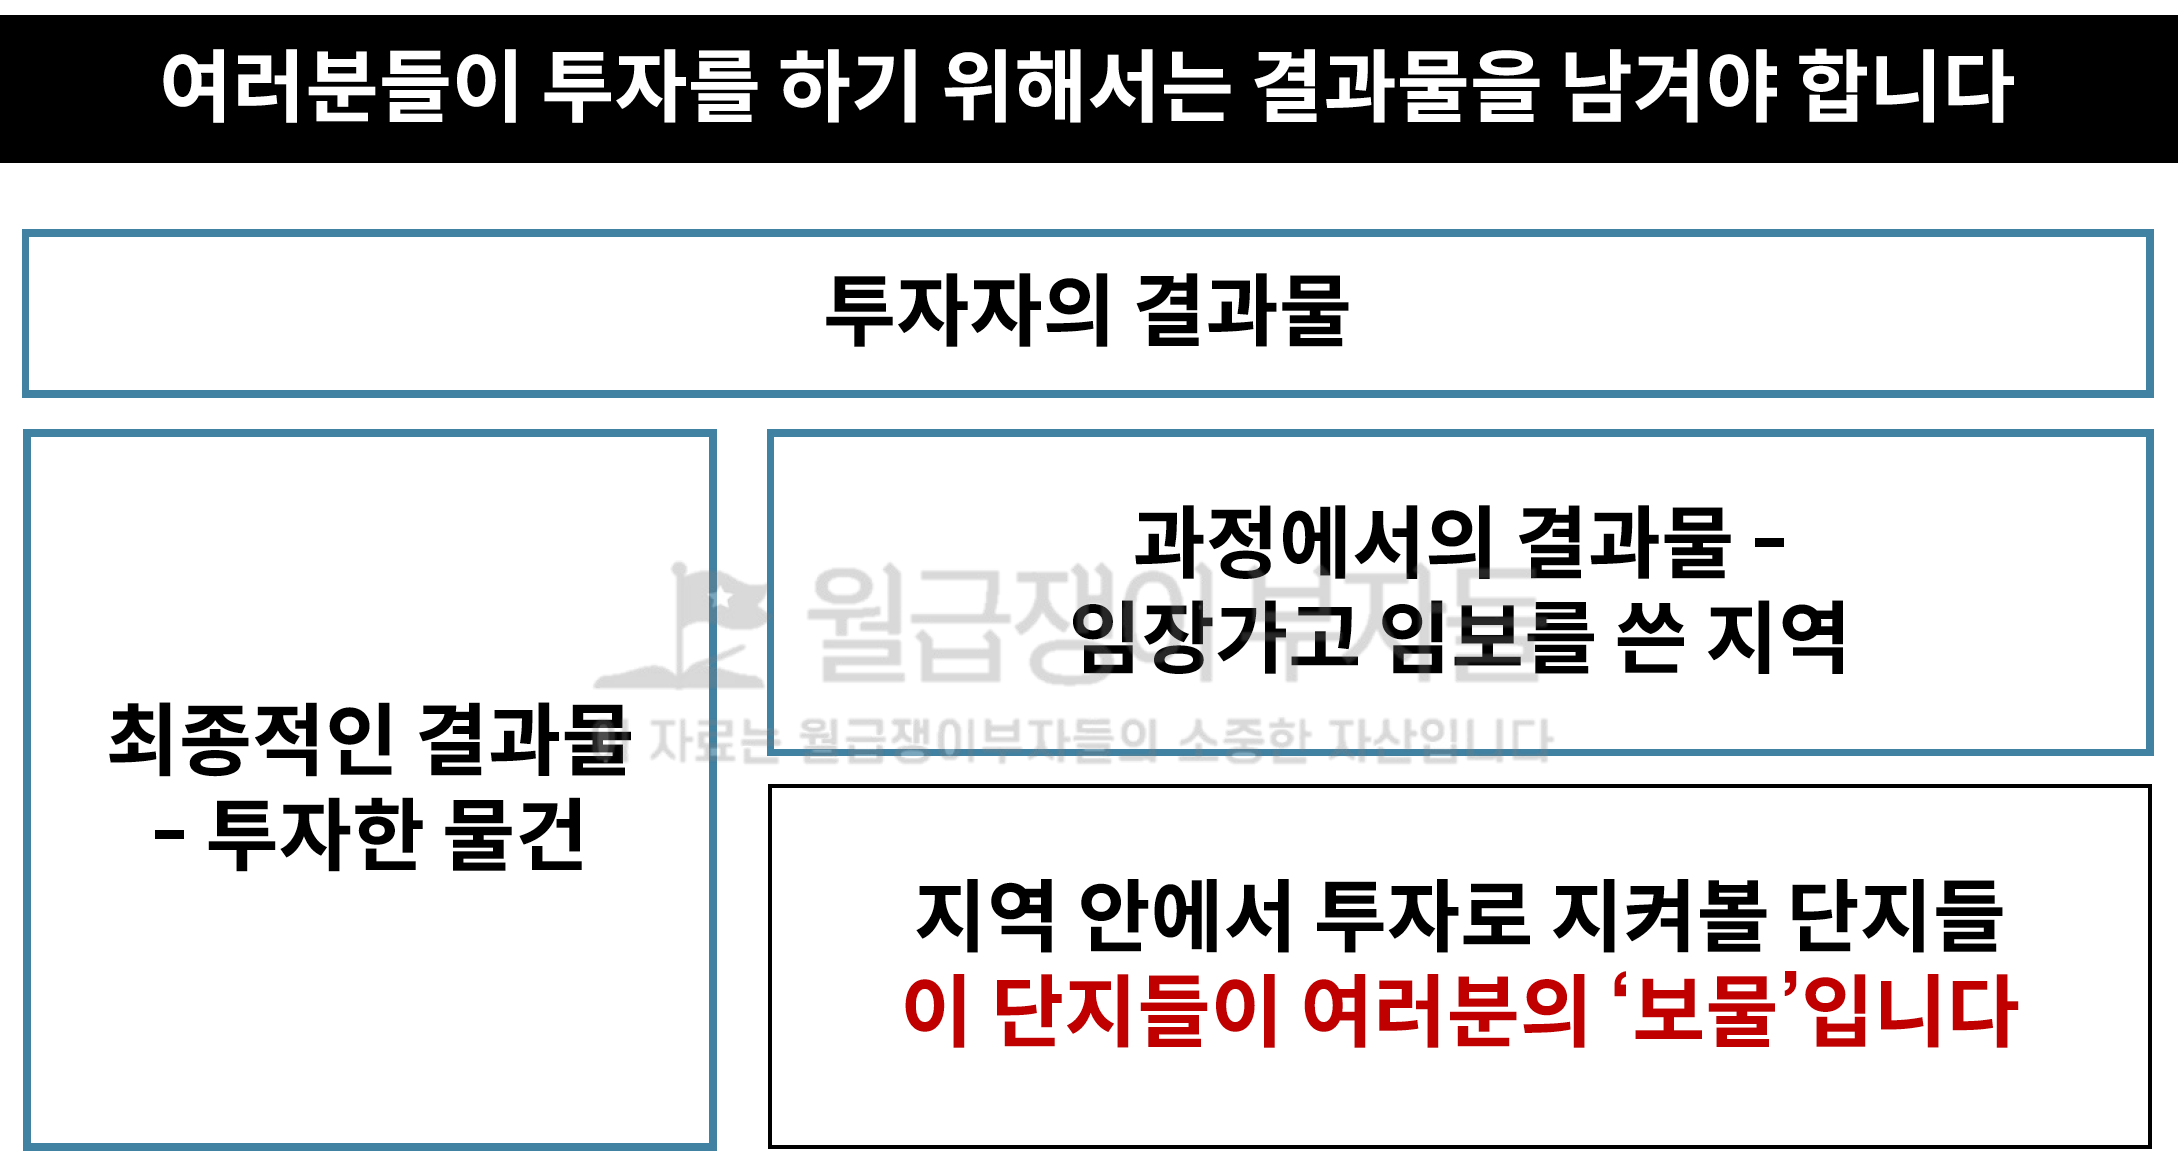 여러분들이 투자를 하기 위해서는 결과물을 남겨야 합니다
투자자의 결과물
최종적인 결과물
- 투자한 물건
과정에서의 결과물 -
임장가고 임보를 쓴 지역
지역 안에서 투자로 지켜볼 단지들
이 단지들이 여러분의 ‘보물’입니다
월급쟁이 부자들
이 자료는 월급쟁이부자들의 소중한 자산입니다